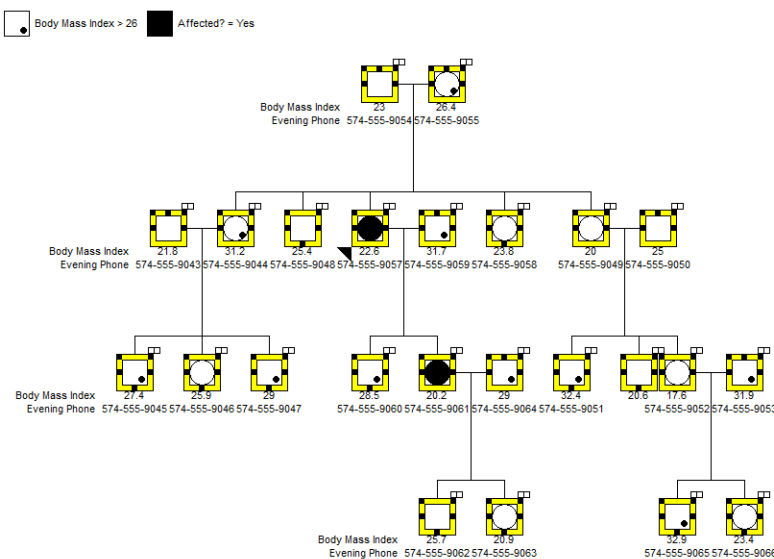 Body Mass Index > 26 Affected? = Yes
Body Mass Index 23 26.4
Evening Phone 574-555-9054 574-555-9055
Body Mass Index 21.8 31.2 25.4 22.6 31.7 23.8 20 25
Evening Phone 574-555-9043 574-555-9044 574-555-9048 574-555-9057 574-555-9059 574-555-9058 574-555-9049 574-555-9050
Body Mass Index 27.4 25.9 29 28.5 20.2 29 32.4 20.6 17.6 31.9
Evening Phone 574-555-9045 574-555-9046 574-555-9047 574-555-9060 574-555-9061 574-555-9064 574-555-9051 574-555-9052 574-555-9053
Body Mass Index 25.7 20.9 32.9 23.4
Evening Phone 574-555-9062 574-555-9063 574-555-9065